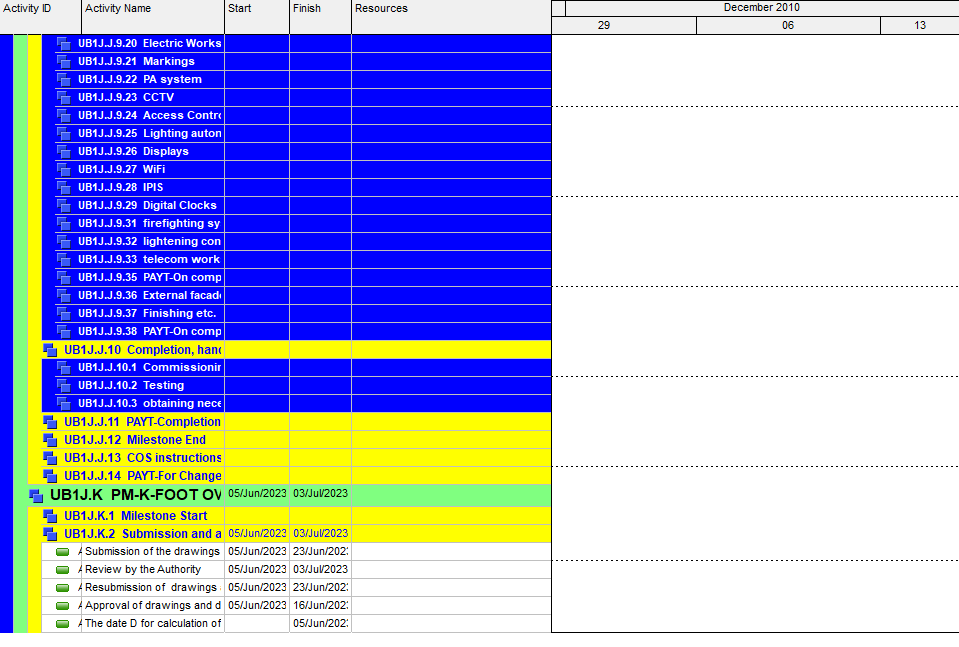 Activity ID Activity Name Start Finish Resources December 2010
29 06 13
UB1J.J.9.20 Electric Works
UB1J.J.9.21 Markings
UB1J.J.9.22 PA system
UB1J.J.9.23 CCTV
UB1J.J.9.24 Access Contro
UB1J.J.9.25 Lighting auton
UB1J.J.9.26 Displays
UB1J.J.9.27 WiFi
UB1J.J.9.28 IPIS
UB1J.J.9.29 Digital Clocks
UB1J.J.9.31 firefighting sy
UB1J.J.9.32 lightening con
UB1J.J.9.33 telecom work
UB1J.J.9.35 PAYT-On comp
UB1J.J.9.36 External facade
UB1J.J.9.37 Finishing etc.
UB1J.J.9.38 PAYT-On comp
UB1J.J.10 Completion, hand
UB1J.J.10.1 Commissionin
UB1J.J.10.2 Testing
UB1J.J.10.3 obtaining nece
UB1J.J.11 PAYT-Completion
UB1J.J.12 Milestone End
UB1J.J.13 COS instructions
UB1J.J.14 PAYT-For Change
UB1J.K PM-K-FOOT OV 05/Jun/2023 03/Jul/2023
UB1J.K.1 Milestone Start
UB1J.K.2 Submission and a 05/Jun/2023 03/Jul/2023
A Submission of the drawings 05/Jun/2023 23/Jun/202
A Review by the Authority 05/Jun/2023 03/Jul/2023
A Resubmission of drawings 05/Jun/2023 23/Jun/202
A Approval of drawings and d 05/Jun/2023 16/Jun/202
A The date D for calculation of 05/Jun/202